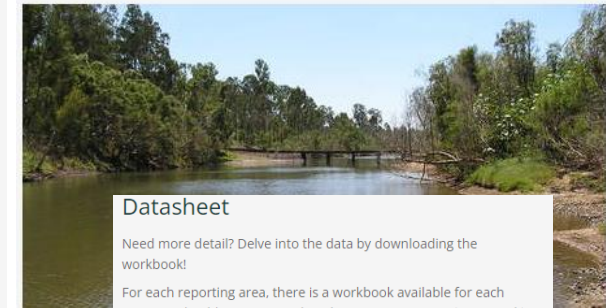 Datasheet
Need more detail? Delve into the data by downloading the
workbook!
For each reporting area, there is a workbook available for each